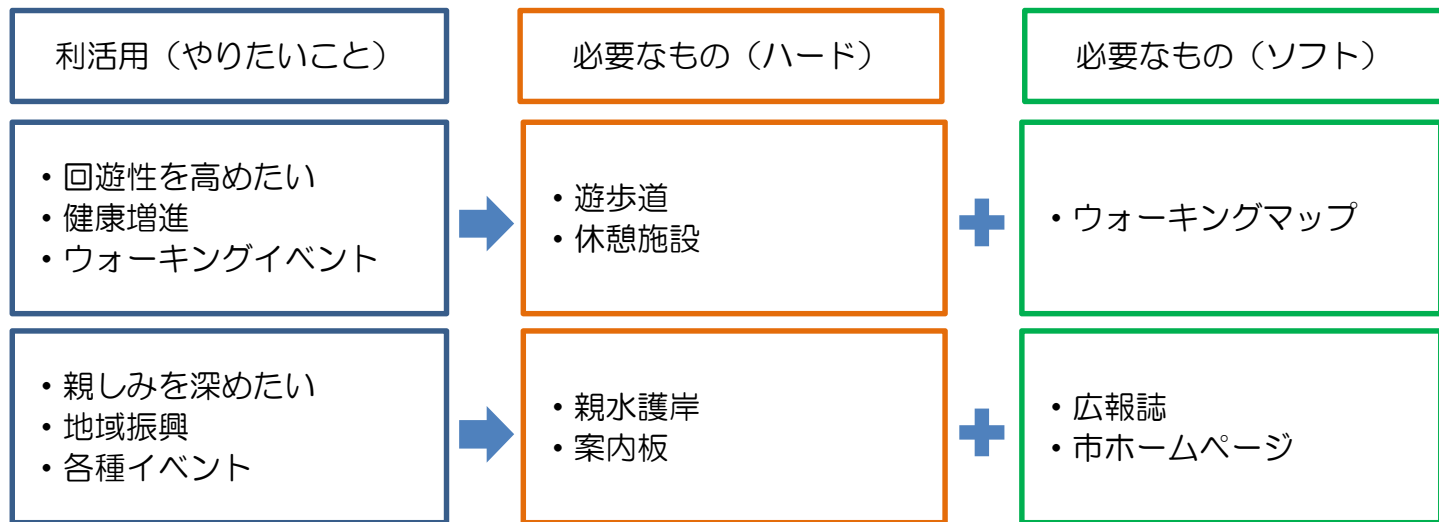 利活用（やりたいこと）
必要なもの（ハード）
必要なもの（ソフト）
・回遊性を高めたい
・健康増進
・ウォーキングイベント
・遊歩道
・休憩施設
・ウォーキングマップ
・親しみを深めたい
・地域振興
・各種イベント
・親水護岸
・案内板
・広報誌
・市ホームページ